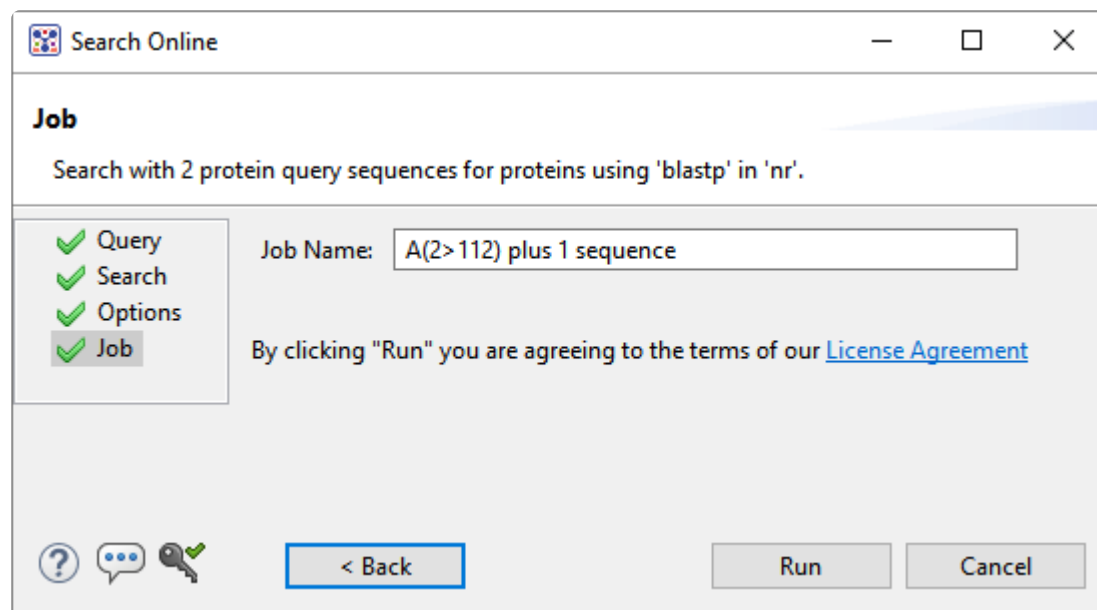 Search Online
Job
Search with 2 protein query sequences for proteins using 'blastp' in 'nr'.
Query
Search
Options
Job
Job Name: A(2>112) plus 1 sequence
By clicking "Run" you are agreeing to the terms of our License Agreement
< Back Run Cancel